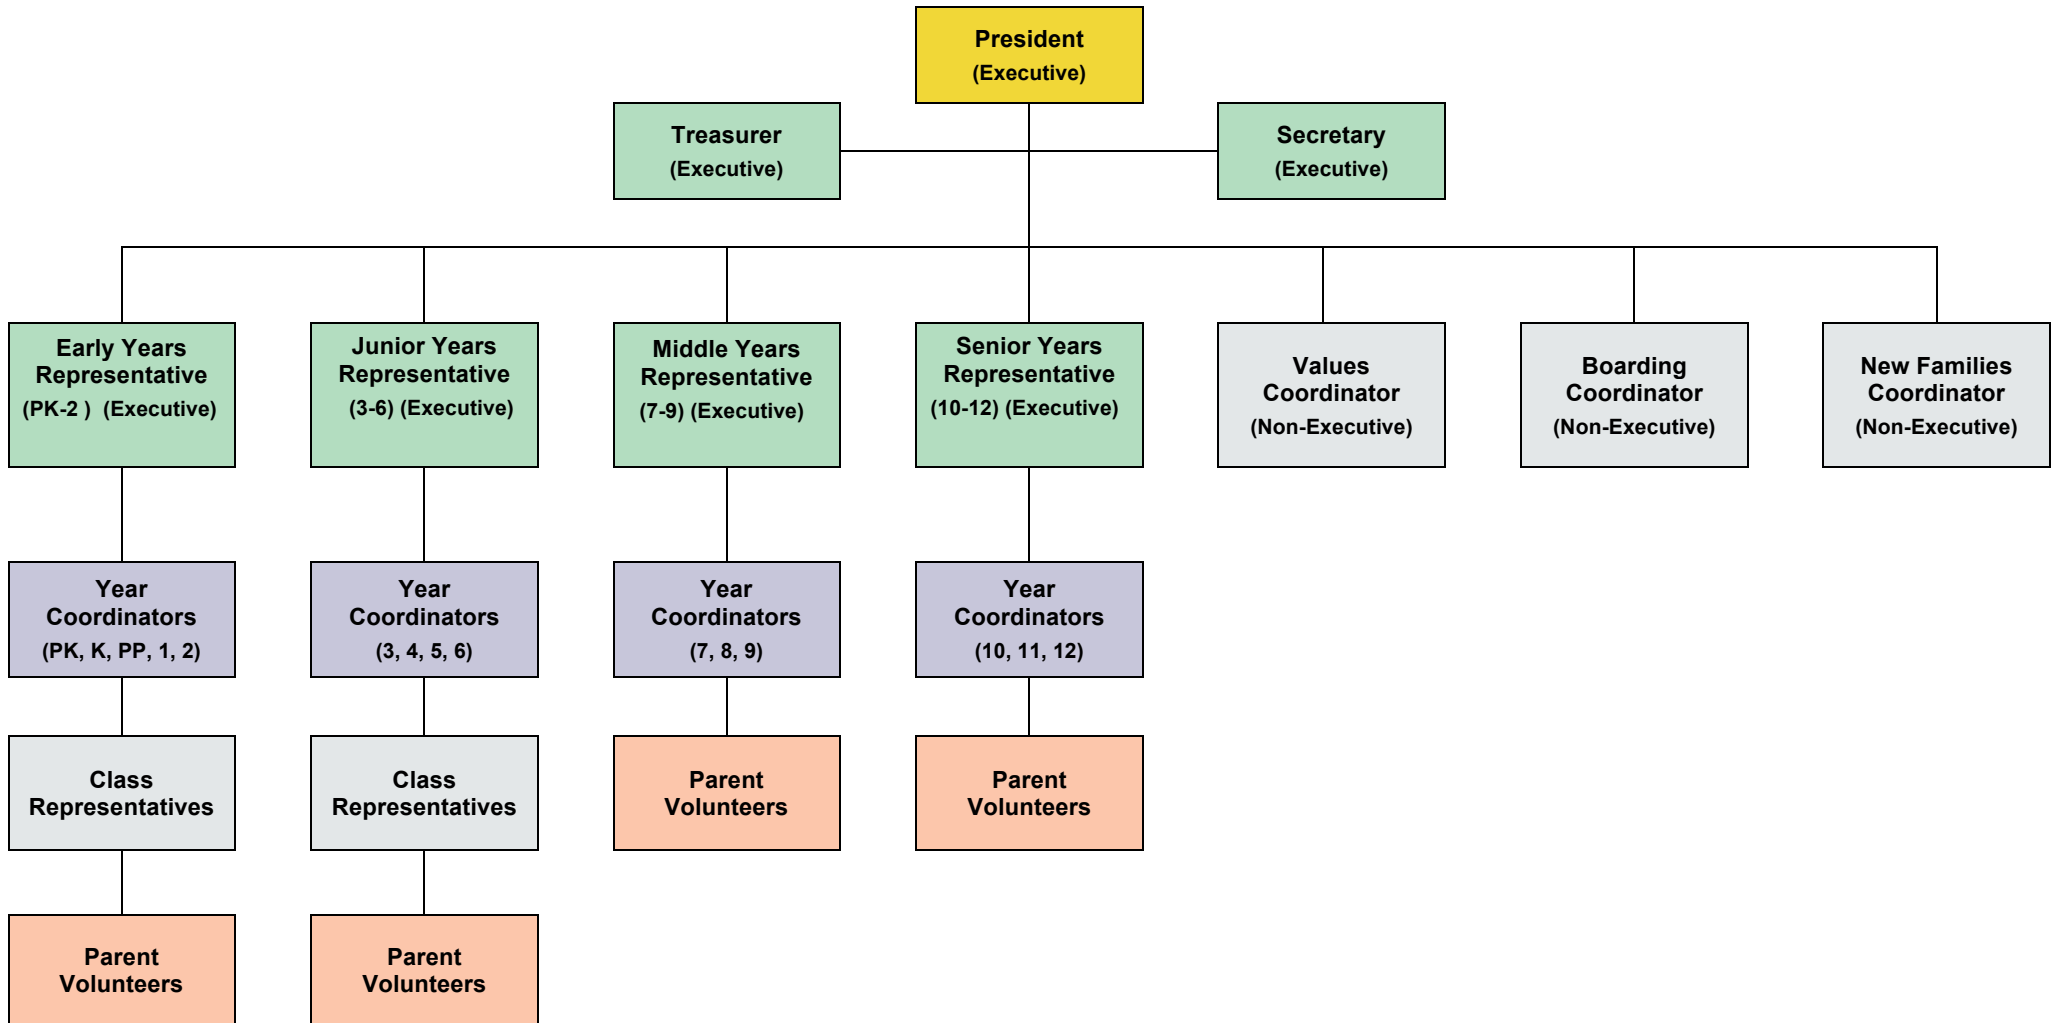 President
(Executive)
Treasurer
(Executive)
Secretary
(Executive)
Early Years
Representative
(PK-2 )  (Executive)
Junior Years
Representative
(3-6) (Executive)
Middle Years
Representative
(7-9) (Executive)
Senior Years
Representative
(10-12) (Executive)
Values
Coordinator
(Non-Executive)
Boarding
Coordinator
(Non-Executive)
New Families
Coordinator
(Non-Executive)
Year
Coordinators
(PK, K, PP, 1, 2)
Year
Coordinators
(3, 4, 5, 6)
Year
Coordinators
(7, 8, 9)
Year
Coordinators
(10, 11, 12)
Class
Representatives
Class
Representatives
Parent
Volunteers
Parent
Volunteers
Parent
Volunteers
Parent
Volunteers